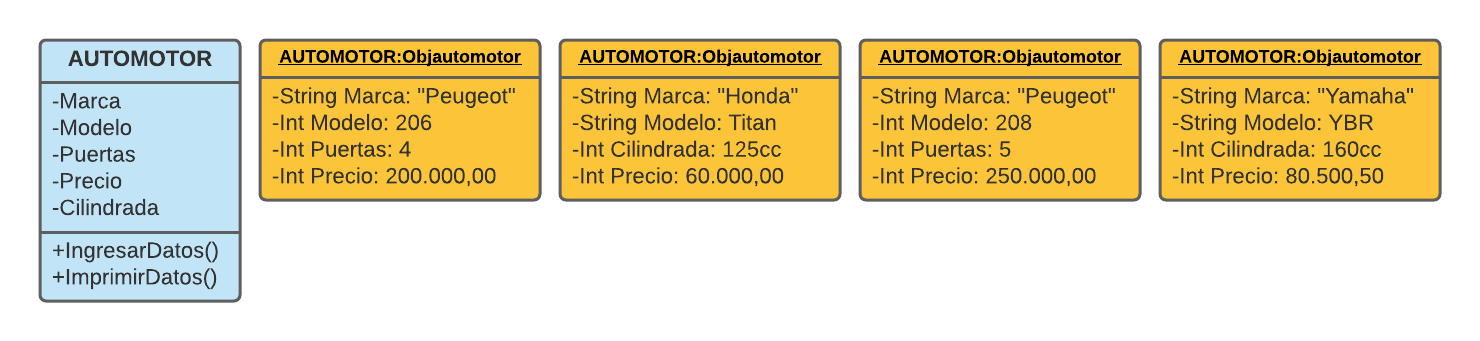 AUTOMOTOR
-Marca
-Modelo
-Puertas
-Precio
-Cilindrada
+IngresarDatos()
+ImprimirDatos()
AUTOMOTOR:Objautomotor
-String Marca: "Peugeot"
-Int Modelo: 206
-Int Puertas: 4
-Int Precio: 200.000,00
AUTOMOTOR:Objautomotor
-String Marca: "Honda"
-String Modelo: Titan
-Int Cilindrada: 125cc
-Int Precio: 60.000,00
AUTOMOTOR:Objautomotor
-String Marca: "Peugeot"
-Int Modelo: 208
-Int Puertas: 5
-Int Precio: 250.000,00
AUTOMOTOR:Objautomotor
-String Marca: "Yamaha"
-String Modelo: YBR
-Int Cilindrada: 160cc
-Int Precio: 80.500,50